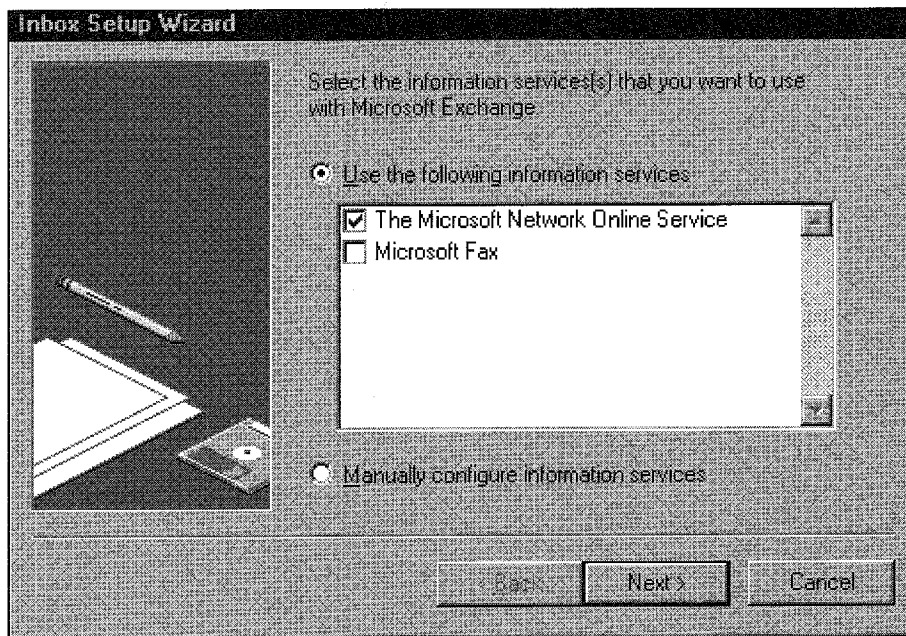 Inbox Setup Wizard
Select the information services(s) that you want to use
with Microsoft Exchange
Use the following information services
The Microsoft Network Online Service
Microsoft Fax
Manually configure information services
< Back
Next >
Cancel